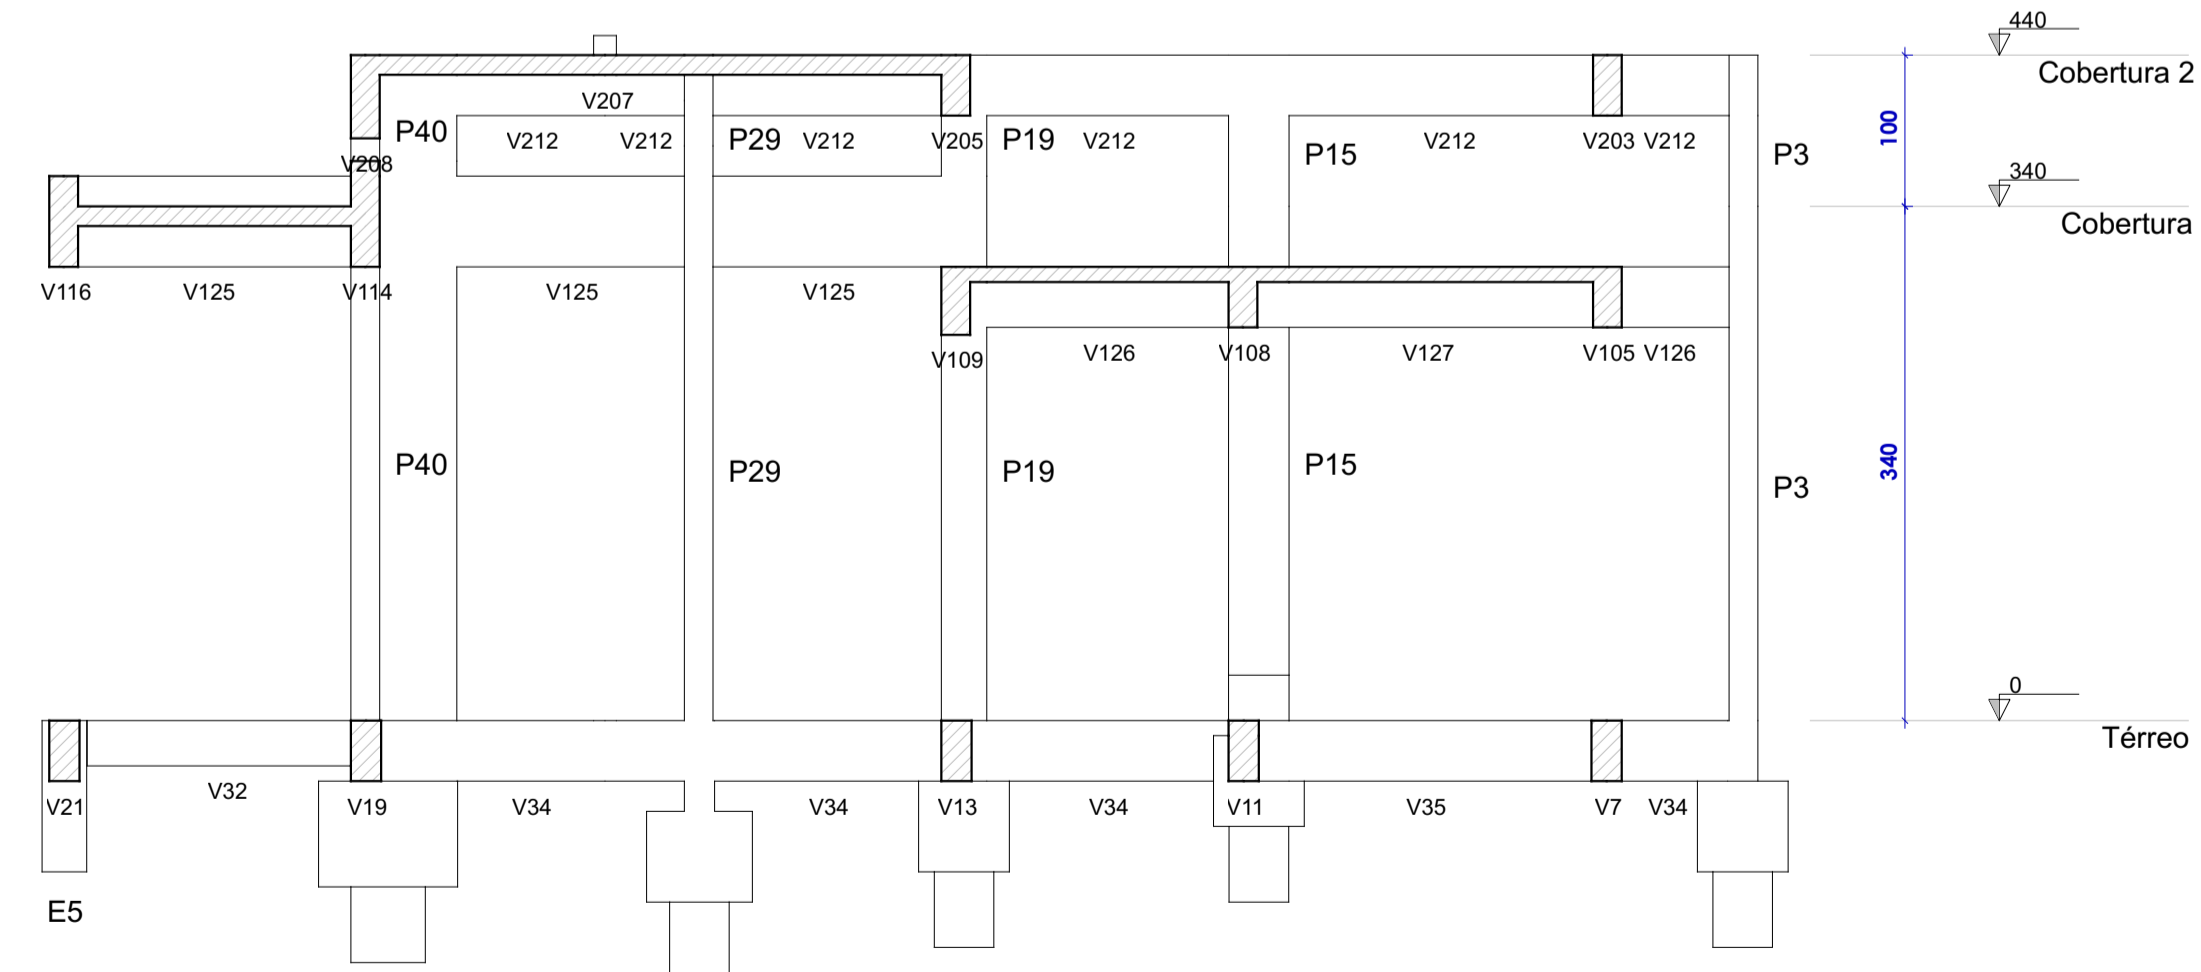 440
Cobertura 2
V207
P40
V212
V212
P29
V212
V205
P19
V212
P15
V212
V203
V212
P3
100
V208
340
Cobertura
V116
V125
V114
V125
V125
V109
V126
V108
V127
V105
V126
P40
P29
P19
P15
P3
340
0
Térreo
V21
V32
V19
V34
V34
V13
V34
V11
V35
V7
V34
E5